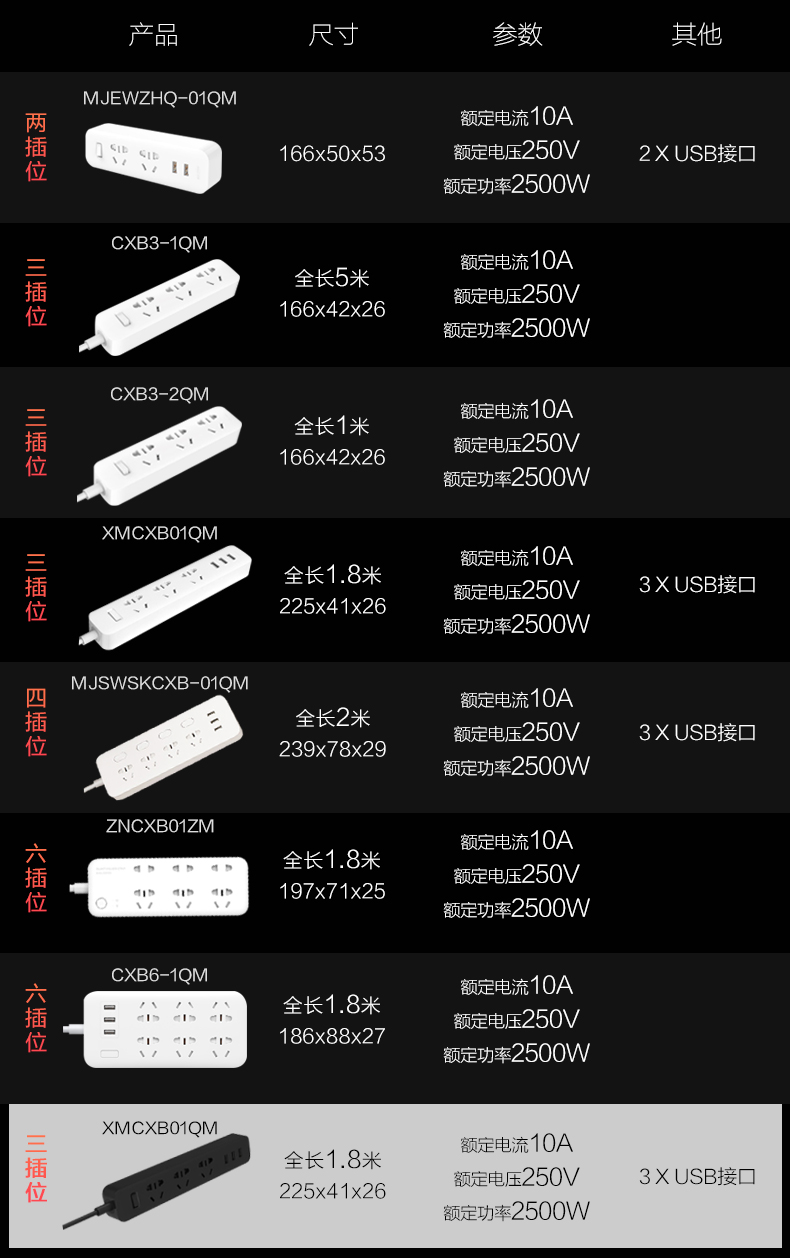 产品 尺寸 参数 其他
两插位
MJEWZHQ-01QM
166x50x53
额定电流10A
额定电压250V
额定功率2500W
2 X USB接口
三插位
CXB3-1QM
全长5米
166x42x26
额定电流10A
额定电压250V
额定功率2500W
三插位
CXB3-2QM
全长1米
166x42x26
额定电流10A
额定电压250V
额定功率2500W
三插位
XMCXB01QM
全长1.8米
225x41x26
额定电流10A
额定电压250V
额定功率2500W
3 X USB接口
四插位
MJSWSKCXB-01QM
全长2米
239x78x29
额定电流10A
额定电压250V
额定功率2500W
3 X USB接口
六插位
ZNCXB01ZM
全长1.8米
197x71x25
额定电流10A
额定电压250V
额定功率2500W
六插位
CXB6-1QM
全长1.8米
186x88x27
额定电流10A
额定电压250V
额定功率2500W
三插位
XMCXB01QM
全长1.8米
225x41x26
额定电流10A
额定电压250V
额定功率2500W
3 X USB接口